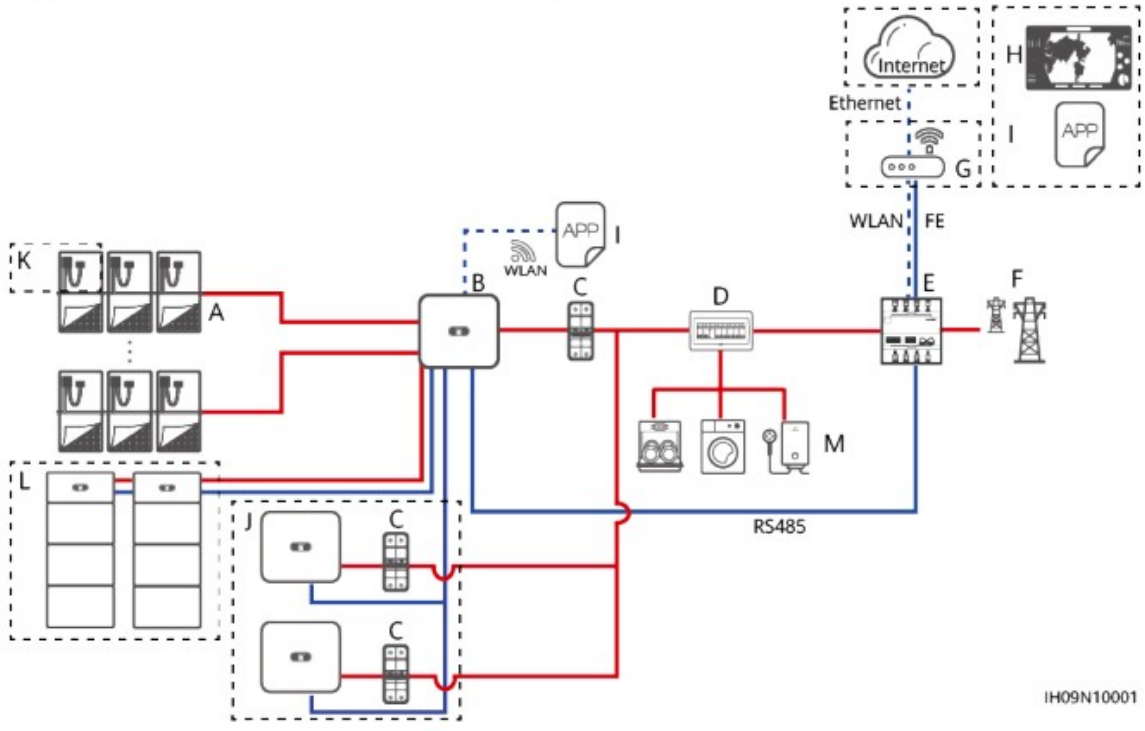 Internet
H
Ethernet
APP
I
G
WLAN
FE
K
APP
I
WLAN
A
B
C
D
E
F
M
L
J
C
RS485
C
IH09N10001